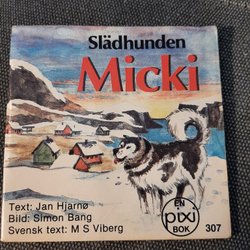 Slädhunden
Micki
Text: Jan Hjarnø
Bild: Simon Bang
Svensk text: M S Viberg
EN
pixi
BOK
307